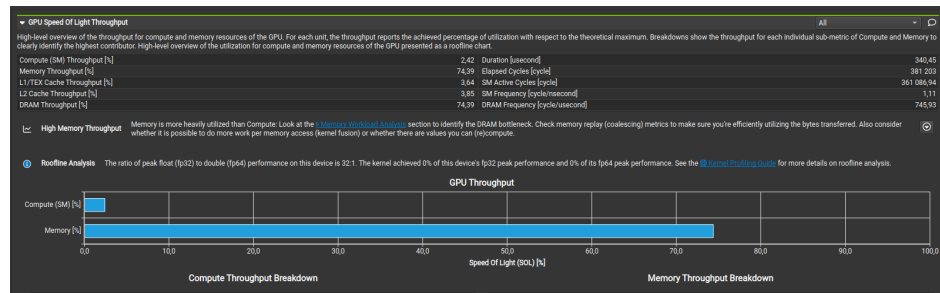 GPU Speed Of Light Throughput
All
High-level overview of the throughput for compute and memory resources of the GPU. For each unit, the throughput reports the achieved percentage of utilization with respect to the theoretical maximum. Breakdowns show the throughput for each individual sub-metric of Compute and Memory to
clearly identify the highest contributor. High-level overview of the utilization for compute and memory resources of the GPU presented as a roofline chart.
Compute (SM) Throughput [%] 2,42 Duration [usecond] 340,45
Memory Throughput [%] 74,39 Elapsed Cycles [cycle] 381 203
L1/TEX Cache Throughput [%] 3,64 SM Active Cycles [cycle] 361 086,94
L2 Cache Throughput [%] 3,85 SM Frequency [cycle/nsecond] 1,11
DRAM Throughput [%] 74,39 DRAM Frequency [cycle/usecond] 745,93
High Memory Throughput
Memory is more heavily utilized than Compute: Look at the Memory Workload Analysis section to identify the DRAM bottleneck. Check memory replay (coalescing) metrics to make sure you're efficiently utilizing the bytes transferred. Also consider
whether it is possible to do more work per memory access (kernel fusion) or whether there are values you can (re)compute.
Roofline Analysis The ratio of peak float (fp32) to double (fp64) performance on this device is 32:1. The kernel achieved 0% of this device's fp32 peak performance and 0% of its fp64 peak performance. See the Kernel Profiling Guide for more details on roofline analysis.
GPU Throughput
Compute (SM) [%]
Memory [%]
0,0 10,0 20,0 30,0 40,0 50,0 60,0 70,0 80,0 90,0 100,0
Speed Of Light (SOL) [%]
Compute Throughput Breakdown Memory Throughput Breakdown